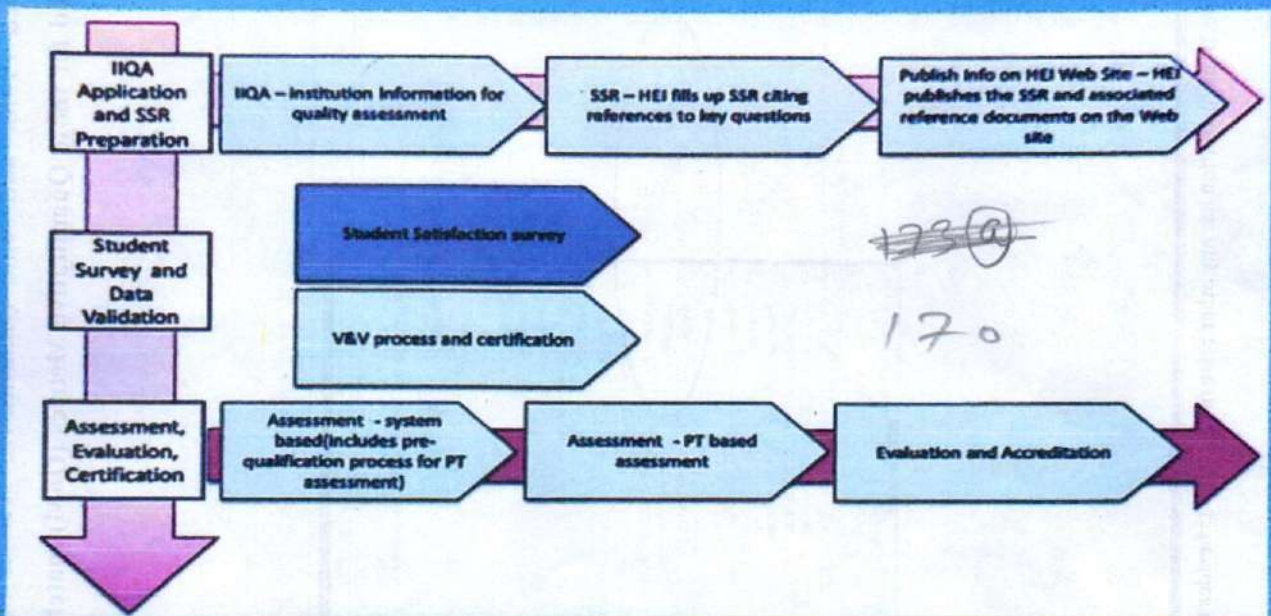 IIQA
Application
and SSR
Preparation
IIQA – Institution Information for
quality assessment
SSR – HEI fills up SSR citing
references to key questions
Publish Info on HEI Web Site – HEI
publishes the SSR and associated
reference documents on the Web
site
Student
Survey and
Data
Validation
Student Satisfaction survey
173 a
V&V process and certification
170
Assessment,
Evaluation,
Certification
Assessment - system
based(includes pre-
qualification process for PT
assessment)
Assessment - PT based
assessment
Evaluation and Accreditation